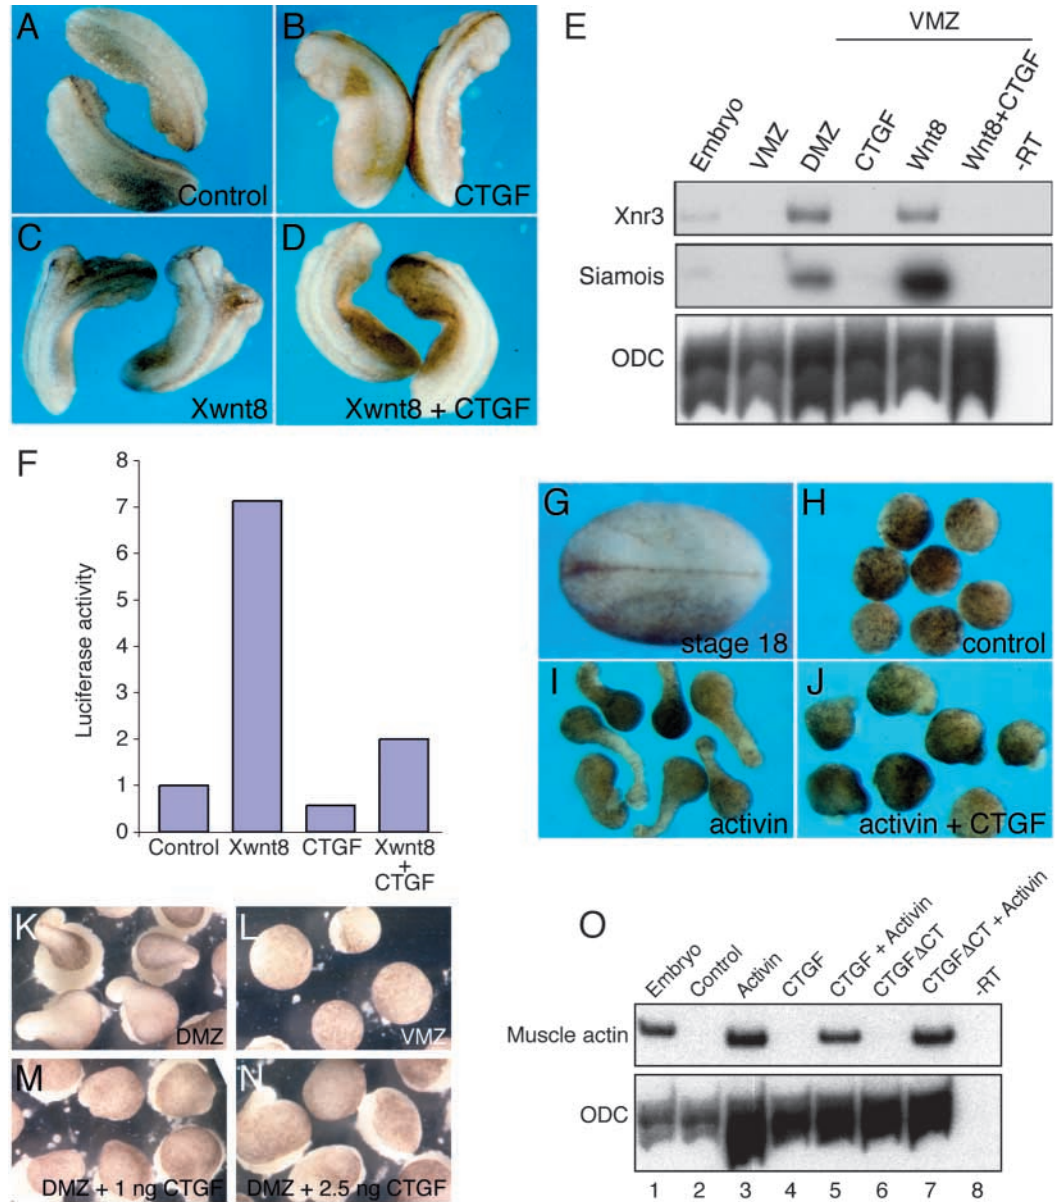 A
Control
B
CTGF
C
Xwnt8
D
Xwnt8 + CTGF
E
VMZ
Embryo
VMZ
DMZ
CTGF
Wnt8
Wnt8+CTGF
-RT
Xnr3
Siamois
ODC
F
8
7
6
5
4
3
2
1
0
Luciferase activity
Control
Xwnt8
CTGF
Xwnt8
+
CTGF
G
stage 18
H
control
I
activin
J
activin + CTGF
K
DMZ
L
VMZ
M
DMZ + 1 ng CTGF
N
DMZ + 2.5 ng CTGF
O
Embryo
Control
Activin
CTGF
CTGF + Activin
CTGFΔCT
CTGFΔCT + Activin
-RT
Muscle actin
ODC
1 2 3 4 5 6 7 8